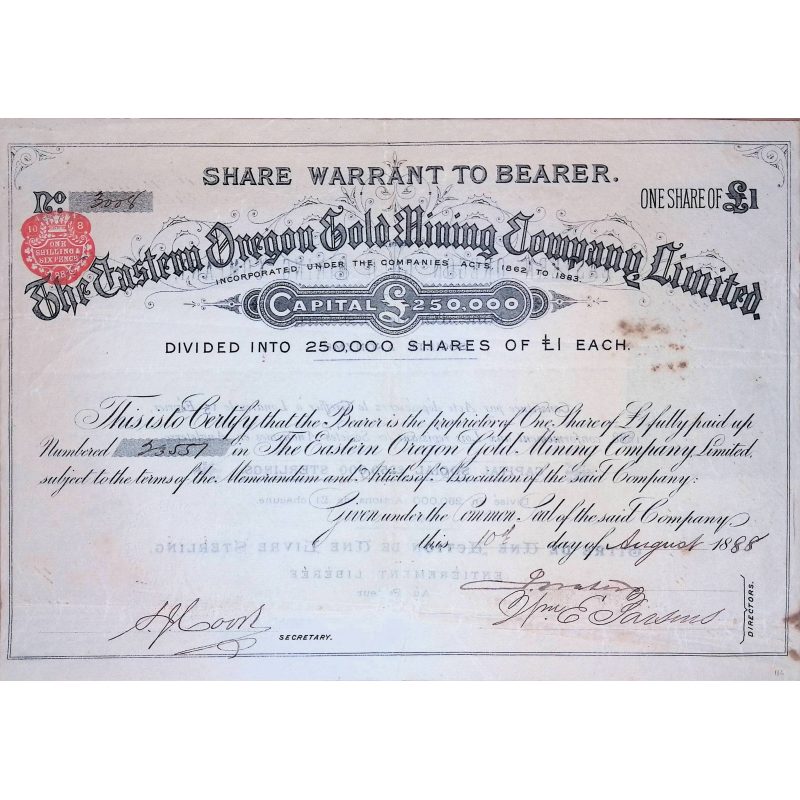 SHARE WARRANT TO BEARER.
No. 3008
ONE SHARE OF £1
ONE
SHILLING &
SIXPENCE
The Eastern Oregon Gold Mining Company Limited.
INCORPORATED UNDER THE COMPANIES ACTS, 1862 TO 1883.
CAPITAL £250,000
DIVIDED INTO 250,000 SHARES OF £1 EACH.
This is to Certify that the Bearer is the proprietor of One Share of £1 fully paid up
Numbered 23557 in The Eastern Oregon Gold Mining Company Limited,
subject to the terms of the Memorandum and Articles of Association of the said Company:
Given under the Common Seal of the said Company
this 10th day of August 1888
Wm E Parsons
SECRETARY.
DIRECTORS.